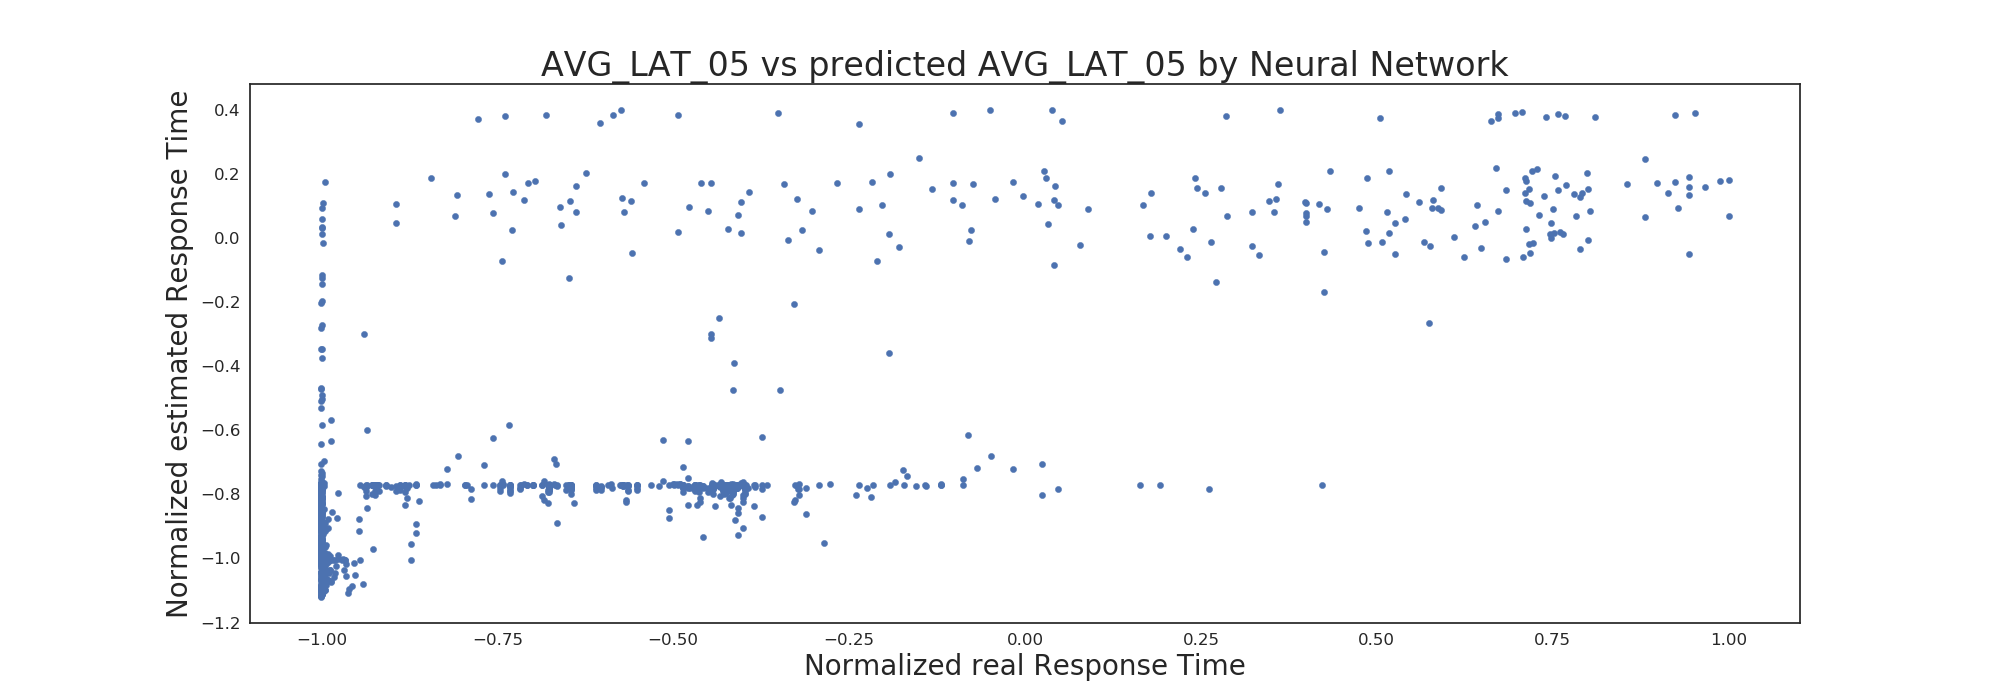 AVG_LAT_05 vs predicted AVG_LAT_05 by Neural Network
Normalized estimated Response Time
0.4
0.2
0.0
−0.2
−0.4
−0.6
−0.8
−1.0
−1.2
−1.00 −0.75 −0.50 −0.25 0.00 0.25 0.50 0.75 1.00
Normalized real Response Time